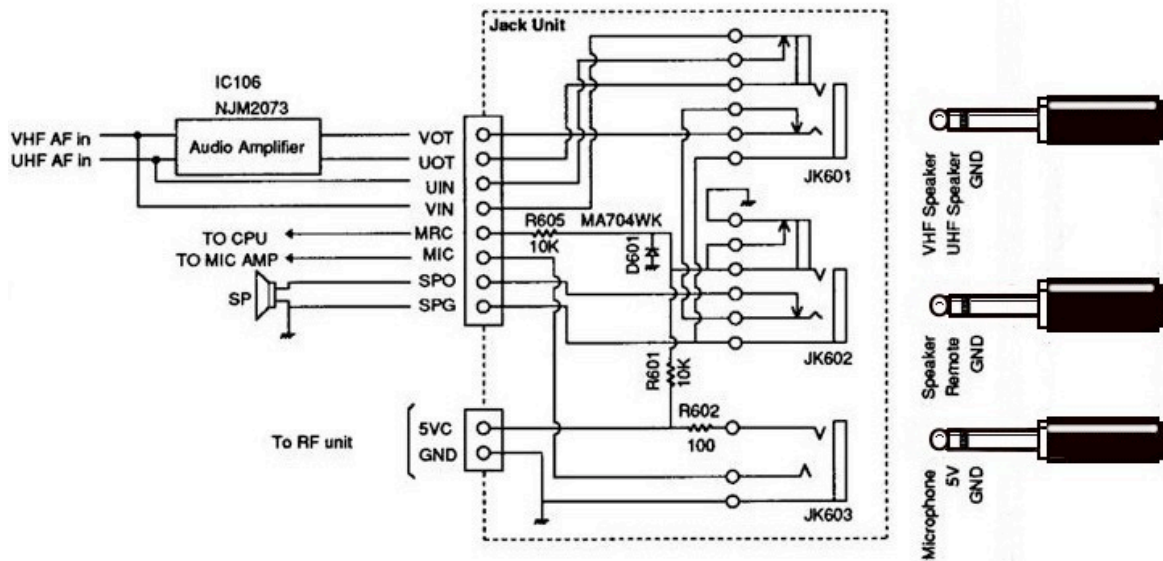 Jack Unit
IC106
NJM2073
Audio Amplifier
VHF AF in
UHF AF in
VOT
UOT
UIN
VIN
MRC
MIC
SPO
SPG
TO CPU
TO MIC AMP
SP
R605
10K
MA704WK
D601
JK601
JK602
R601
10K
R602
100
To RF unit
5VC
GND
JK603
VHF Speaker
UHF Speaker
GND
Speaker
Remote
GND
Microphone
5V
GND